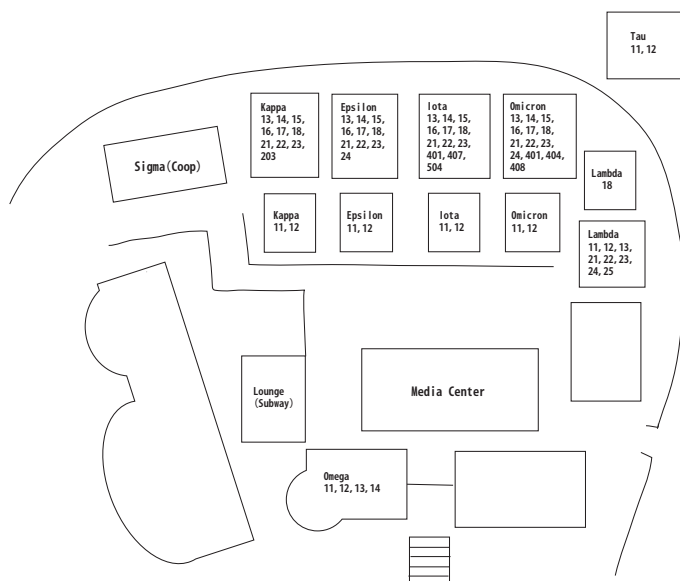 Tau
11, 12
Kappa
13, 14, 15,
16, 17, 18,
21, 22, 23,
203
Epsilon
13, 14, 15,
16, 17, 18,
21, 22, 23,
24
Iota
13, 14, 15,
16, 17, 18,
21, 22, 23,
401, 407,
504
Omicron
13, 14, 15,
16, 17, 18,
21, 22, 23,
24, 401, 404,
408
Sigma(Coop)
Lambda
18
Kappa
11, 12
Epsilon
11, 12
Iota
11, 12
Omicron
11, 12
Lambda
11, 12, 13,
21, 22, 23,
24, 25
Lounge
(Subway)
Media Center
Omega
11, 12, 13, 14